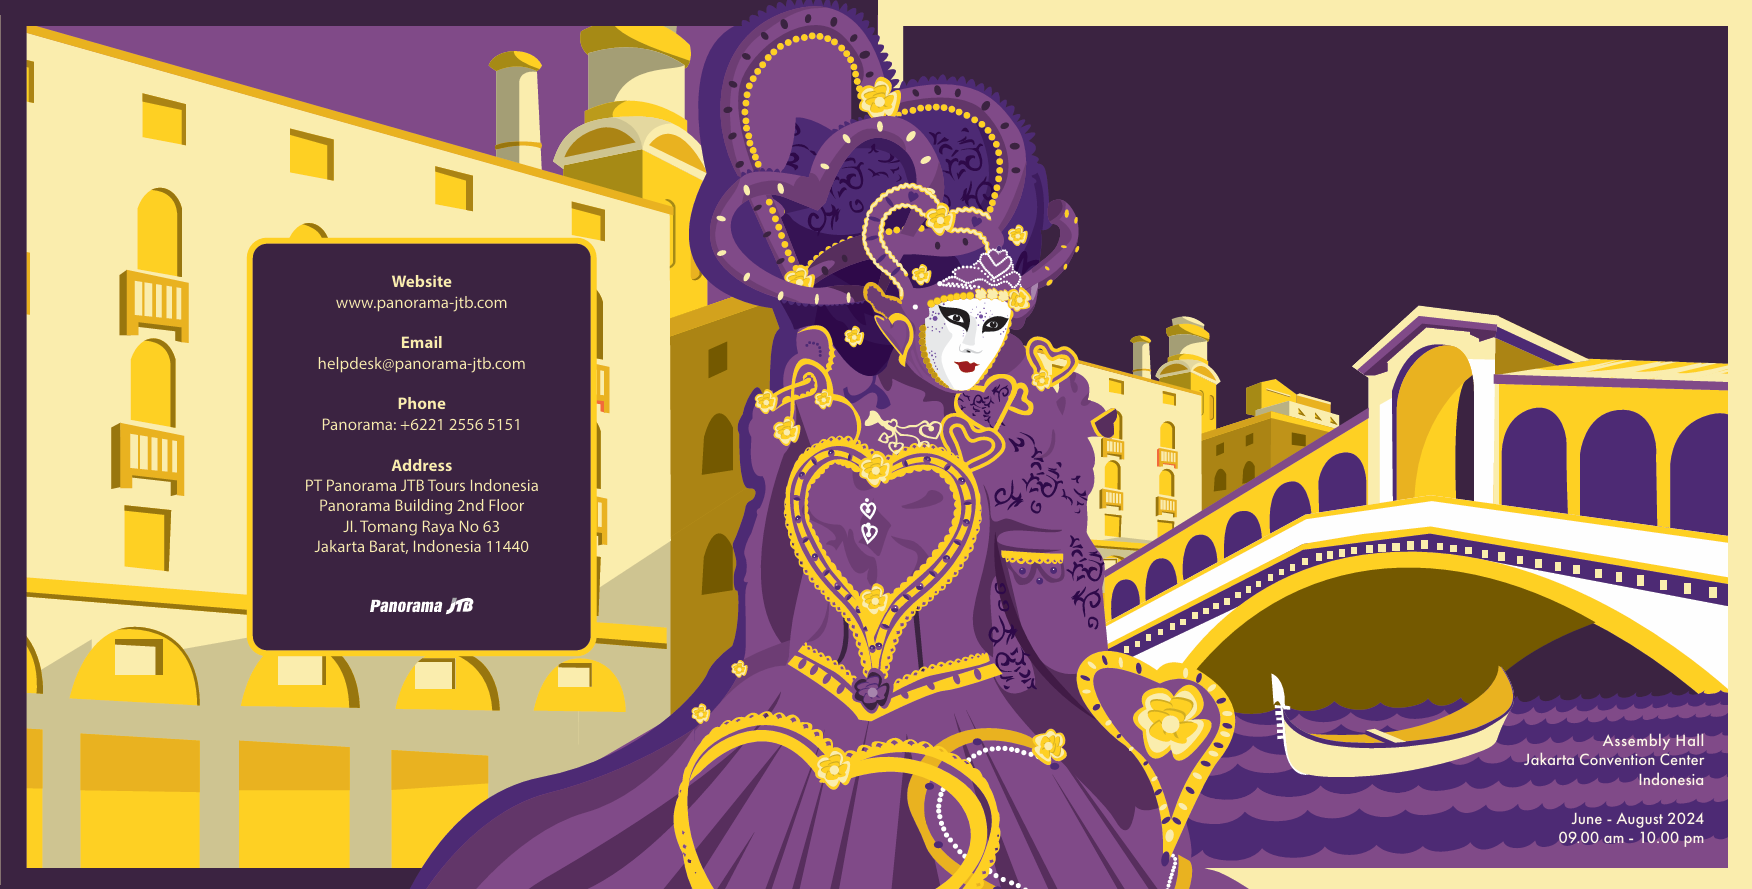 Website
www.panorama-jtb.com
Email
helpdesk@panorama-jtb.com
Phone
Panorama: +6221 2556 5151
Address
PT Panorama JTB Tours Indonesia
Panorama Building 2nd Floor
Jl. Tomang Raya No 63
Jakarta Barat, Indonesia 11440
Panorama JTB
Assembly Hall
Jakarta Convention Center
Indonesia
June - August 2024
09.00 am - 10.00 pm